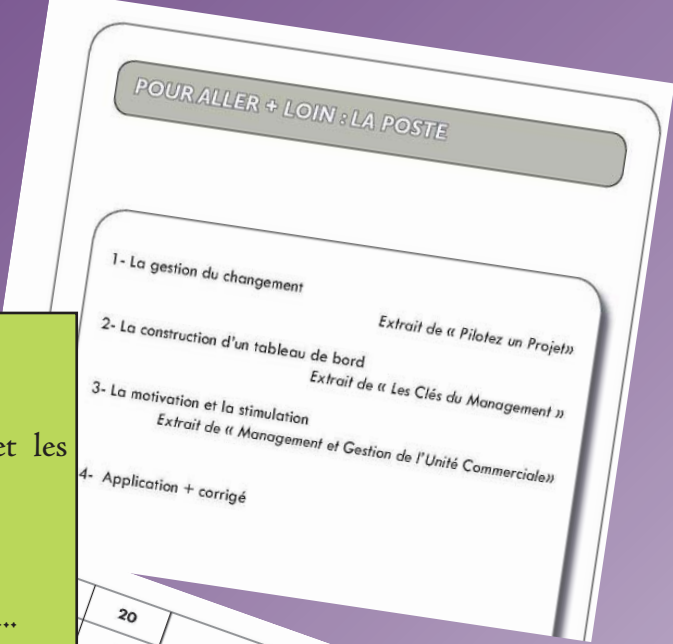 POUR ALLER + LOIN : LA POSTE
1- La gestion du changement
Extrait de « Pilotez un Projet»
2- La construction d'un tableau de bord
Extrait de « Les Clés du Management »
3- La motivation et la stimulation
Extrait de « Management et Gestion de l'Unité Commerciale»
4- Application + corrigé
et les
...
20